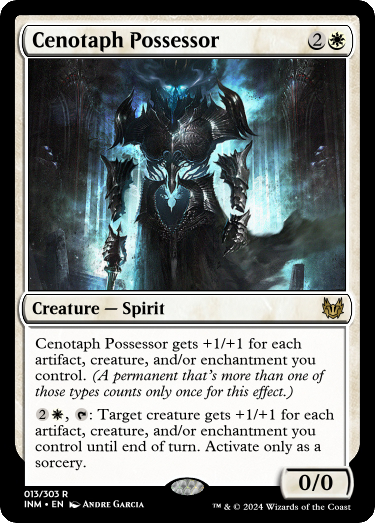 Cenotaph Possessor 2
Creature — Spirit
Cenotaph Possessor gets +1/+1 for each
artifact, creature, and/or enchantment you
control. (A permanent that's more than one of
those types counts only once for this effect.)
2 , : Target creature gets +1/+1 for each
artifact, creature, and/or enchantment you
control until end of turn. Activate only as a
sorcery.
0/0
013/303 R
INM • EN Andre Garcia
™ & © 2024 Wizards of the Coast